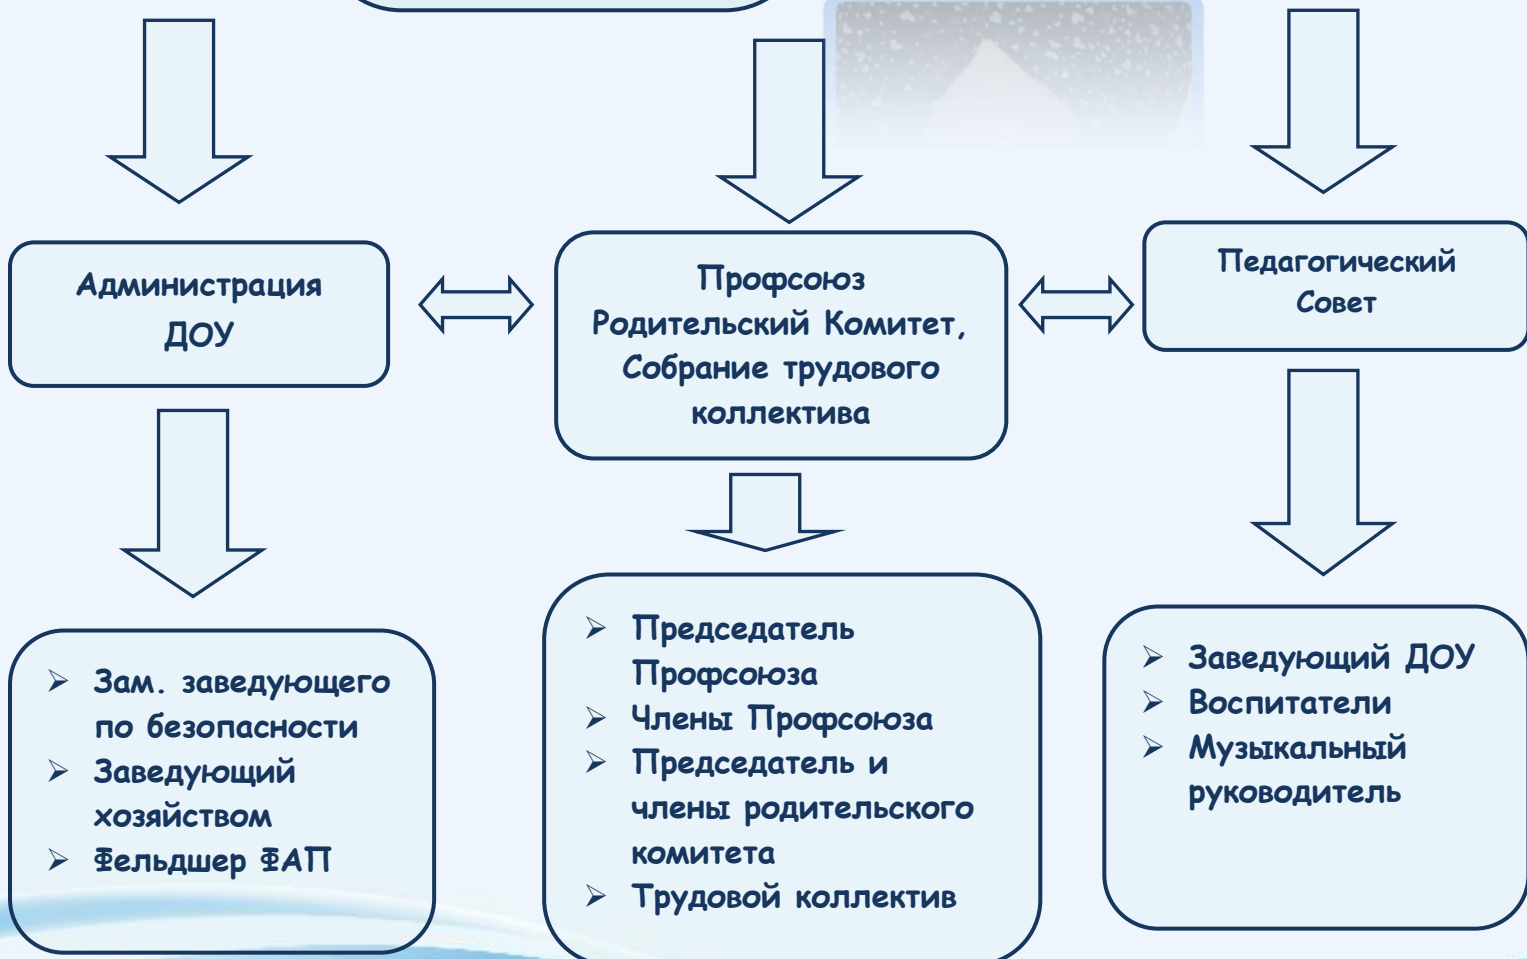 Администрация
ДОУ
Профсоюз
Родительский Комитет,
Собрание трудового
коллектива
Педагогический
Совет
➢ Зам. заведующего
по безопасности
➢ Заведующий
хозяйством
➢ Фельдшер ФАП
➢ Председатель
Профсоюза
➢ Члены Профсоюза
➢ Председатель и
члены родительского
комитета
➢ Трудовой коллектив
➢ Заведующий ДОУ
➢ Воспитатели
➢ Музыкальный
руководитель